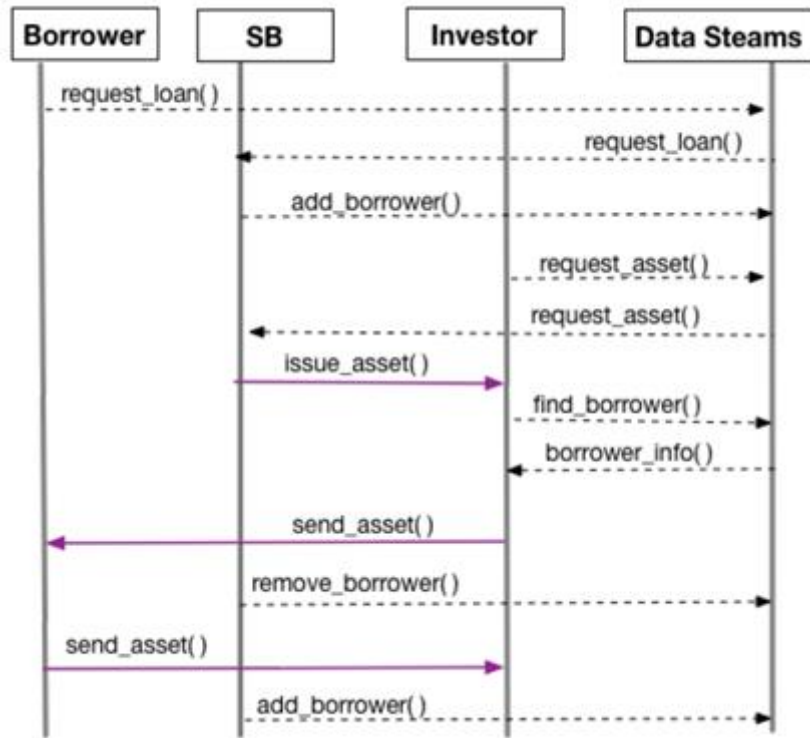 Borrower SB Investor Data Steams
request_loan( )
request_loan( )
add_borrower()
request_asset()
request_asset()
issue_asset( )
find_borrower()
borrower_info()
send_asset( )
remove_borrower()
send_asset( )
add_borrower()